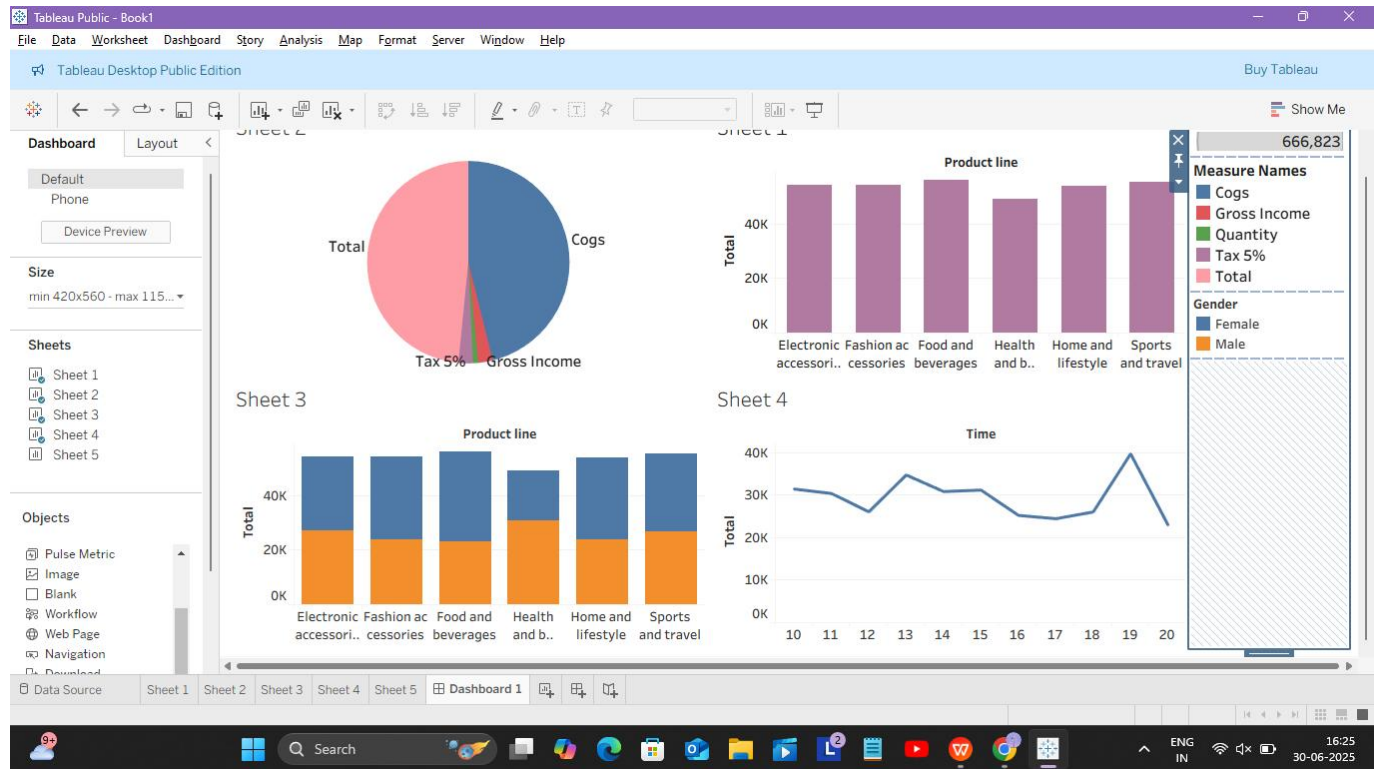 Tableau Public - Book1
File Data Worksheet Dashboard Story Analysis Map Format Server Window Help
Tableau Desktop Public Edition
Buy Tableau
Show Me
Dashboard
Layout
Default
Phone
Device Preview
Size
min 420x560 - max 115...
Sheets
Sheet 1
Sheet 2
Sheet 3
Sheet 4
Sheet 5
Objects
Pulse Metric
Image
Blank
Workflow
Web Page
Navigation
Download
Sheet 2
Total
Cogs
Tax 5%
Gross Income
Sheet 1
Product line
Total
40K
20K
0K
Electronic Fashion ac Food and Health Home and Sports
accessori.. cessories beverages and b.. lifestyle and travel
666,823
Measure Names
Cogs
Gross Income
Quantity
Tax 5%
Total
Gender
Female
Male
Sheet 3
Product line
Total
40K
20K
0K
Electronic Fashion ac Food and Health Home and Sports
accessori.. cessories beverages and b.. lifestyle and travel
Sheet 4
Time
Total
40K
30K
20K
10K
0K
10 11 12 13 14 15 16 17 18 19 20
Data Source Sheet 1 Sheet 2 Sheet 3 Sheet 4 Sheet 5 Dashboard 1
9+
Search
2
ENG
IN
16:25
30-06-2025